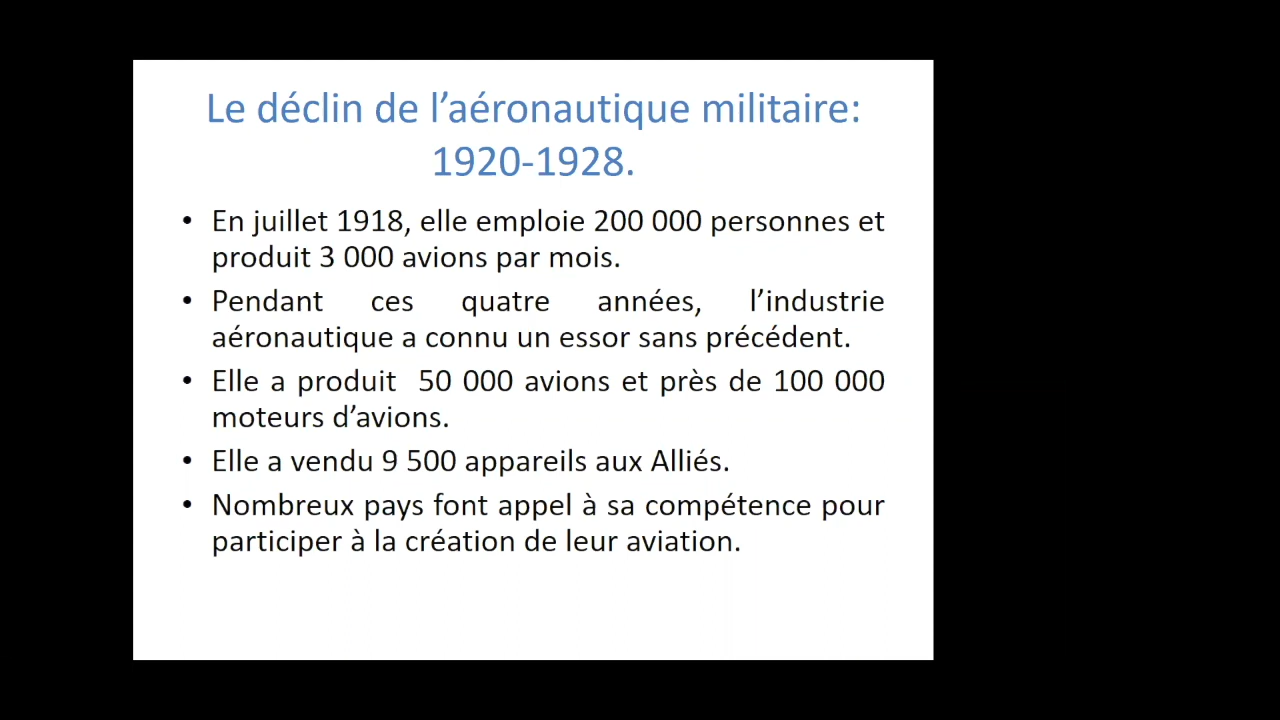 Le déclin de l’aéronautique militaire:
1920-1928.
• En juillet 1918, elle emploie 200 000 personnes et
produit 3 000 avions par mois.
• Pendant ces quatre années, l’industrie
aéronautique a connu un essor sans précédent.
• Elle a produit  50 000 avions et près de 100 000
moteurs d’avions.
• Elle a vendu 9 500 appareils aux Alliés.
• Nombreux pays font appel à sa compétence pour
participer à la création de leur aviation.